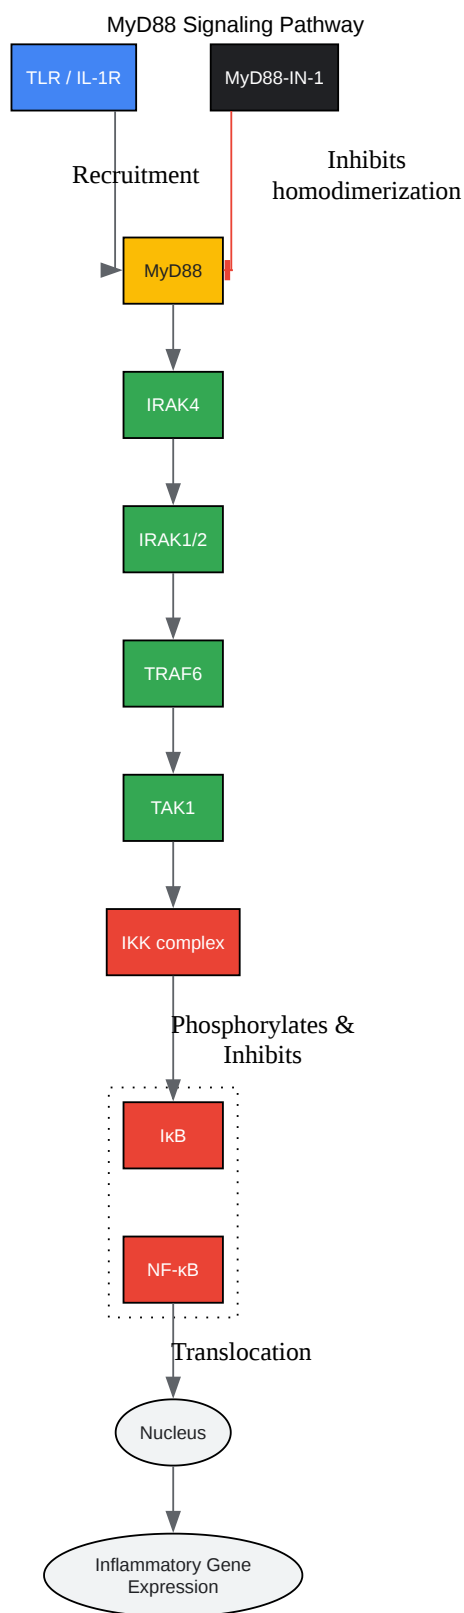 MyD88 Signaling Pathway
TLR / IL-1R
MyD88-IN-1
Recruitment
Inhibits
homodimerization
MyD88
IRAK4
IRAK1/2
TRAF6
TAK1
IKK complex
Phosphorylates &
Inhibits
IκB
NF-κB
Translocation
Nucleus
Inflammatory Gene
Expression